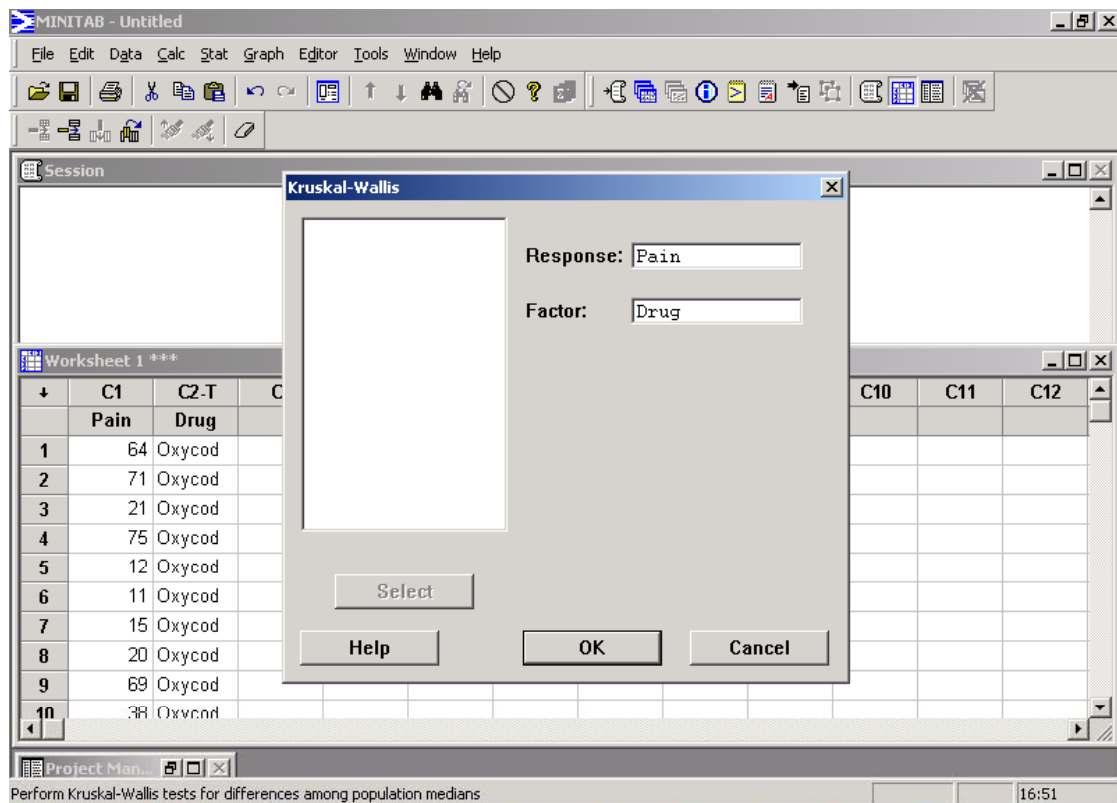 MINITAB - Untitled
File Edit Data Calc Stat Graph Editor Tools Window Help
Session
Kruskal-Wallis
Response: Pain
Factor: Drug
Select
Help OK Cancel
Worksheet 1 ***
↓ C1 C2-T C C10 C11 C12
Pain Drug
1 64 Oxycod
2 71 Oxycod
3 21 Oxycod
4 75 Oxycod
5 12 Oxycod
6 11 Oxycod
7 15 Oxycod
8 20 Oxycod
9 69 Oxycod
10 38 Oxycod
Project Man...
Perform Kruskal-Wallis tests for differences among population medians 16:51